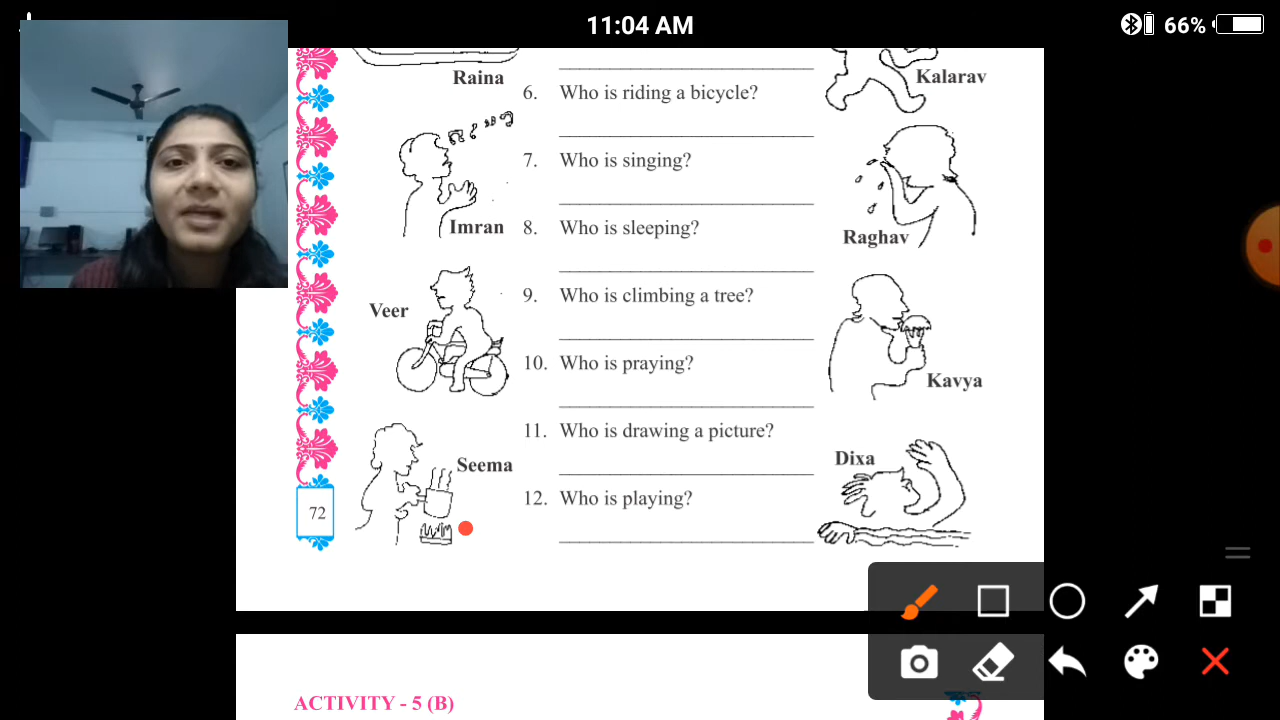 11:04 AM
66%
Raina
Kalarav
6. Who is riding a bicycle?
7. Who is singing?
Imran
8. Who is sleeping?
Raghav
Veer
9. Who is climbing a tree?
10. Who is praying?
Kavya
11. Who is drawing a picture?
Seema
Dixa
12. Who is playing?
72
ACTIVITY - 5 (B)